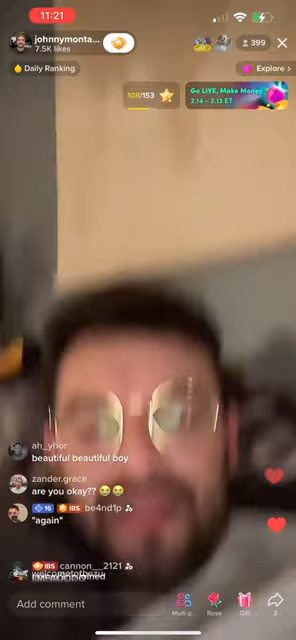 11:21
johnnymonta...
7.5K likes
399
Daily Ranking
Explore >
108/153
Go LIVE, Make Money
2.14 – 3.13 ET
ah_yhor
beautiful beautiful boy
zander.grace
are you okay?? 😭😭
16 IBS be4nd1p
"again"
IBS cannon__2121
Add comment
Multi-g...
Rose
Gift
3...